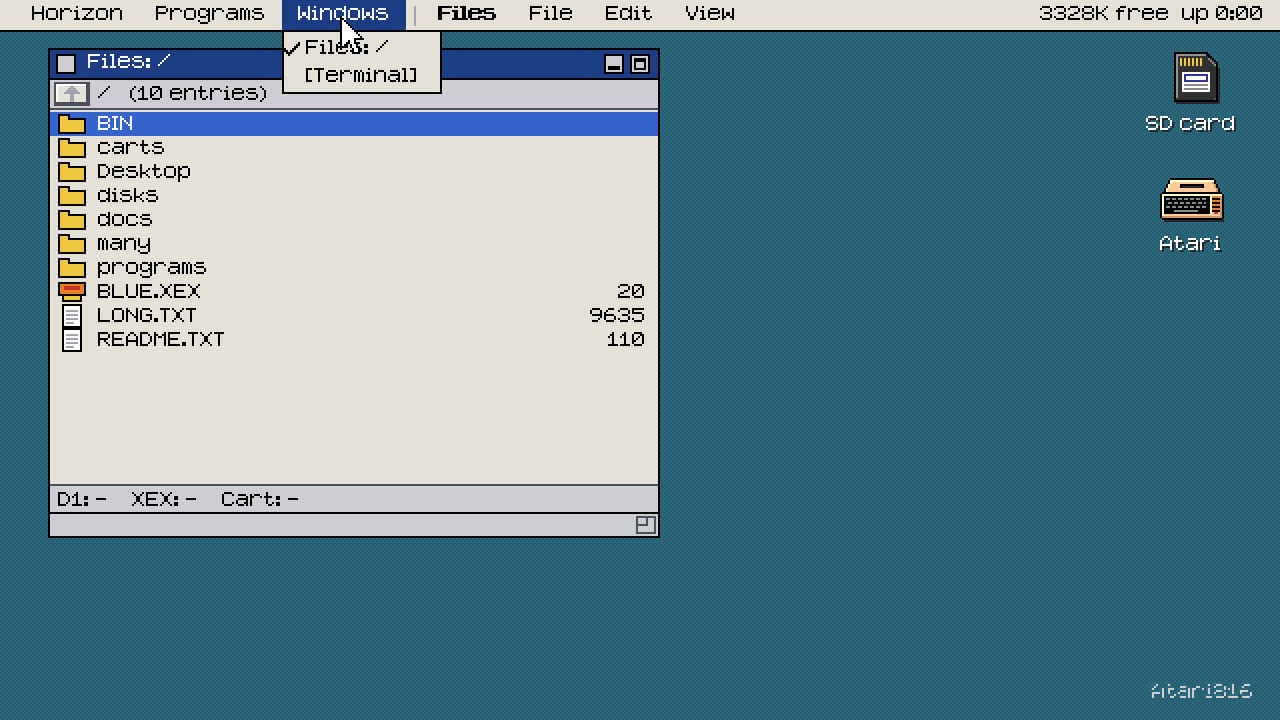 Horizon Programs Windows | Files File Edit View 3328K free up 0:00
Files: /
[Terminal]
Files: /
/ (10 entries)
BIN
carts
Desktop
disks
docs
many
programs
BLUE.XEX 20
LONG.TXT 9635
README.TXT 110
D1: - XEX: - Cart: -
SD card
Atari
Atari816